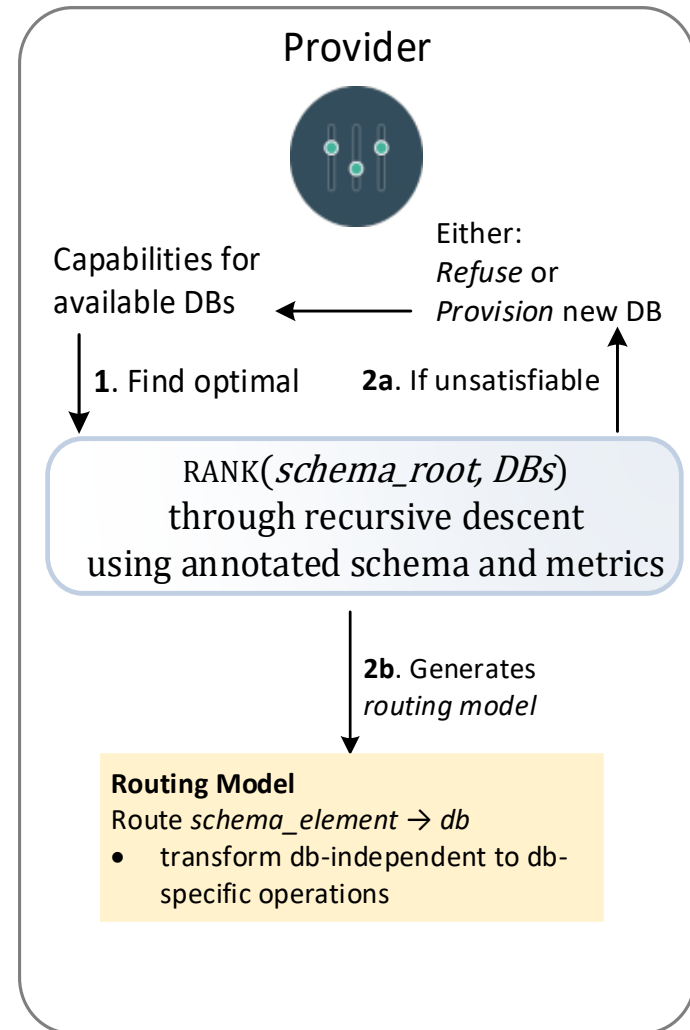 Provider
Capabilities for
available DBs
Either:
Refuse or
Provision new DB
1. Find optimal
2a. If unsatisfiable
RANK(schema_root, DBs)
through recursive descent
using annotated schema and metrics
2b. Generates
routing model
Routing Model
Route schema_element → db
• transform db-independent to db-
specific operations